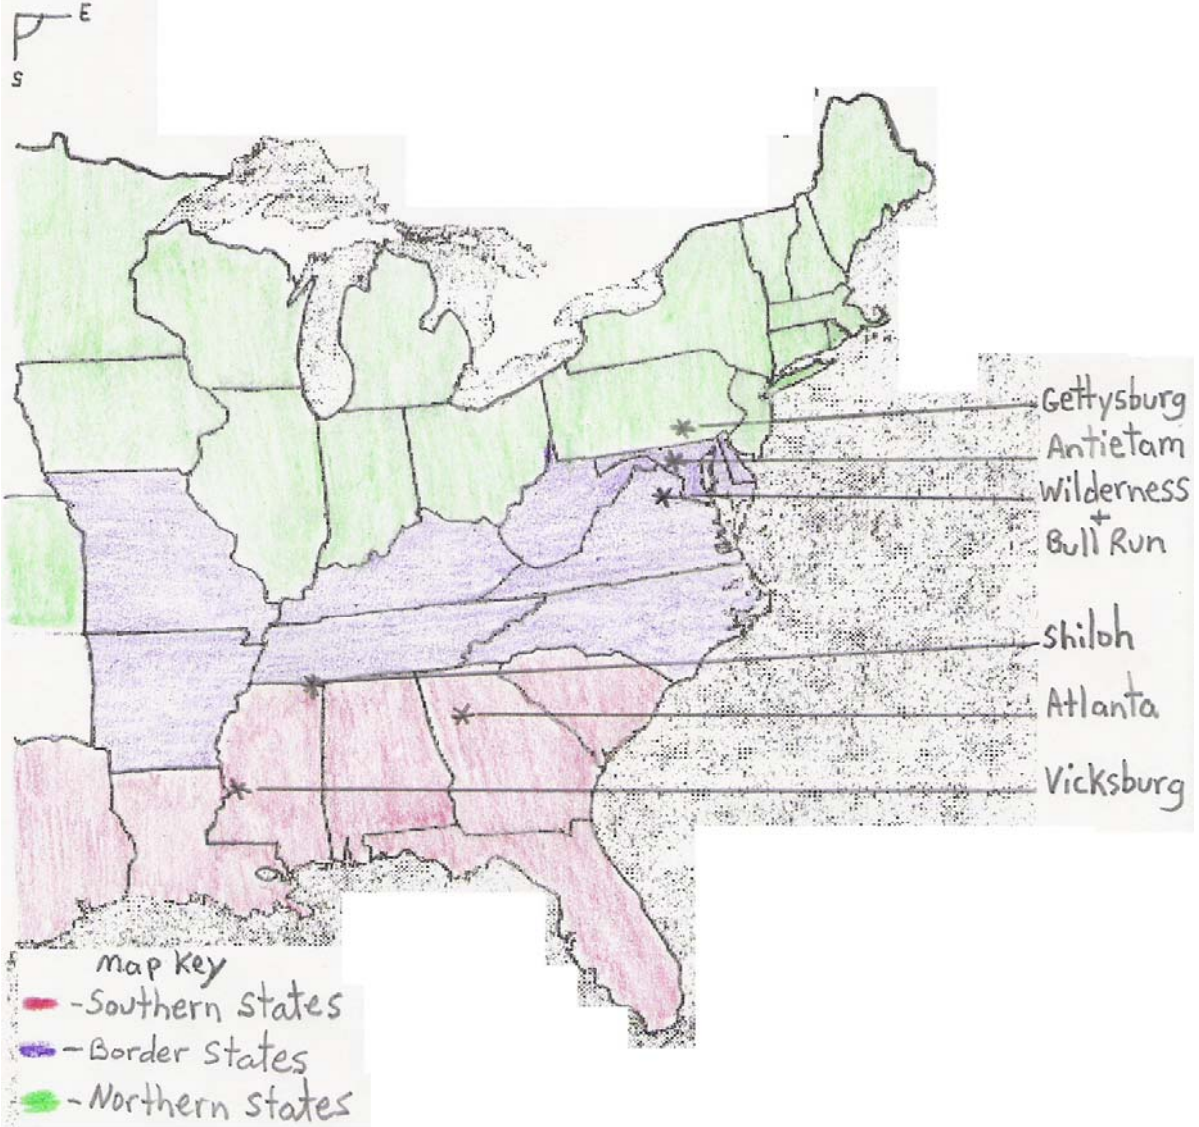 E
S
Gettysburg
Antietam
Wilderness
+
Bull Run
Shiloh
Atlanta
Vicksburg
Map Key
-Southern States
-Border States
-Northern States